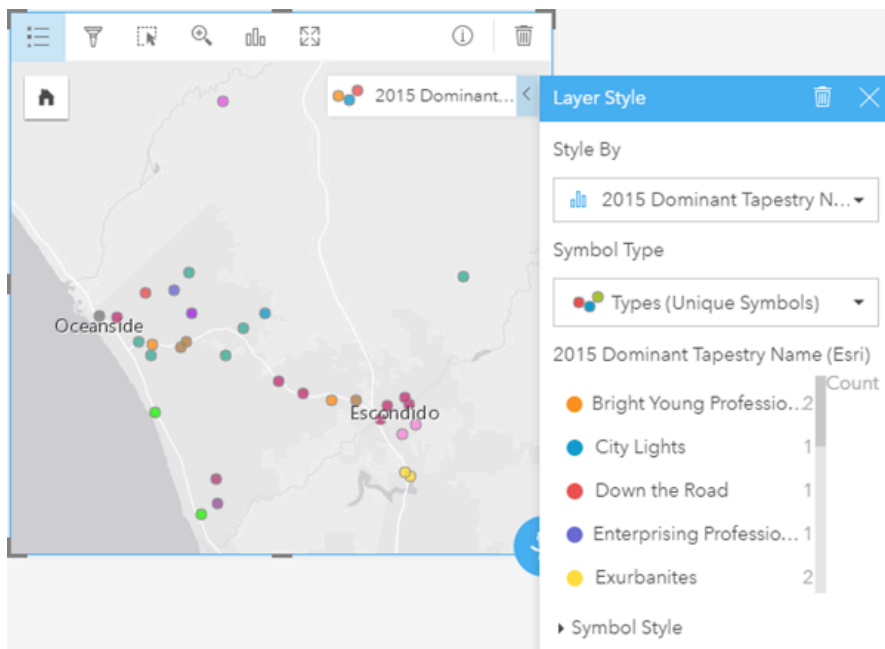 2015 Dominant...
Oceanside
Escondido
Layer Style
Style By
2015 Dominant Tapestry N...
Symbol Type
Types (Unique Symbols)
2015 Dominant Tapestry Name (Esri)
Count
Bright Young Professio... 2
City Lights 1
Down the Road 1
Enterprising Professio... 1
Exurbanites 2
Symbol Style